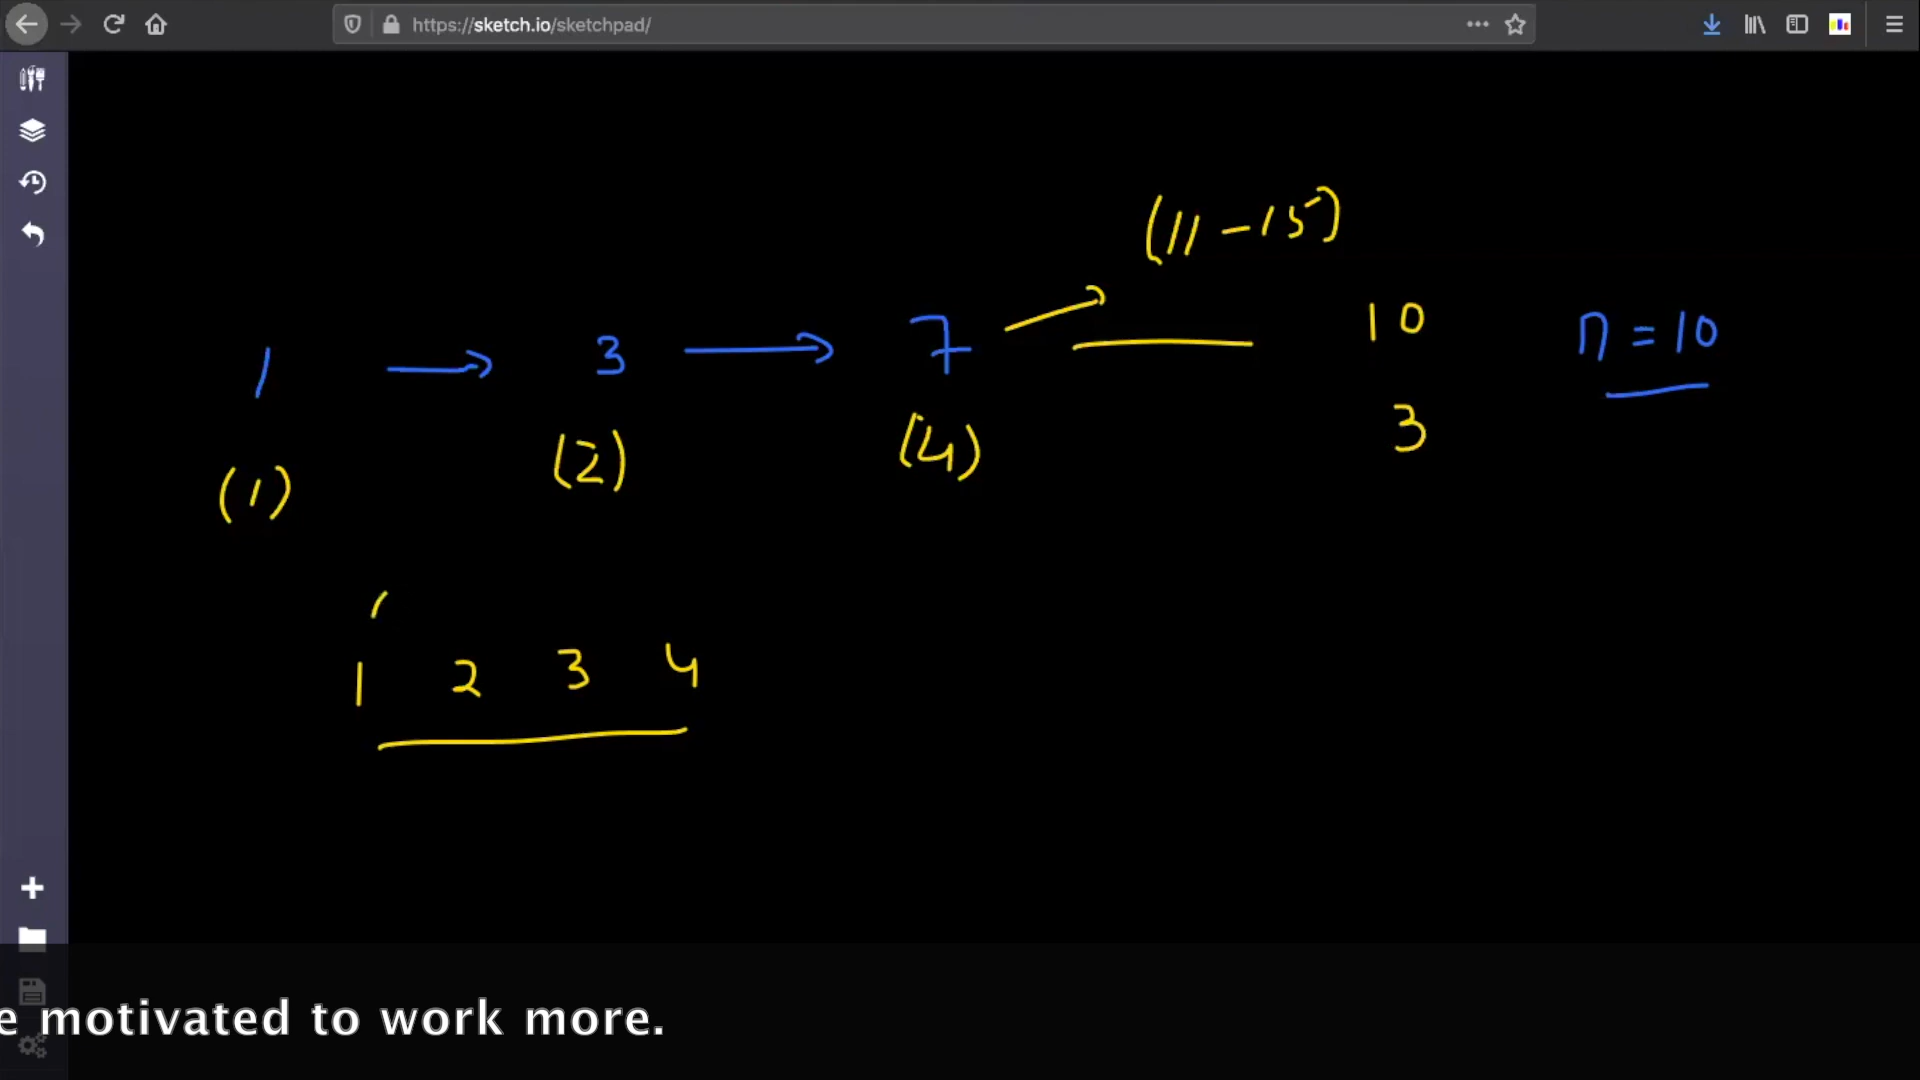 https://sketch.io/sketchpad/
(11-15)
1 → 3 → 7 → 10 n = 10
(1) (2) (4) 3
1 2 3 4
e motivated to work more.